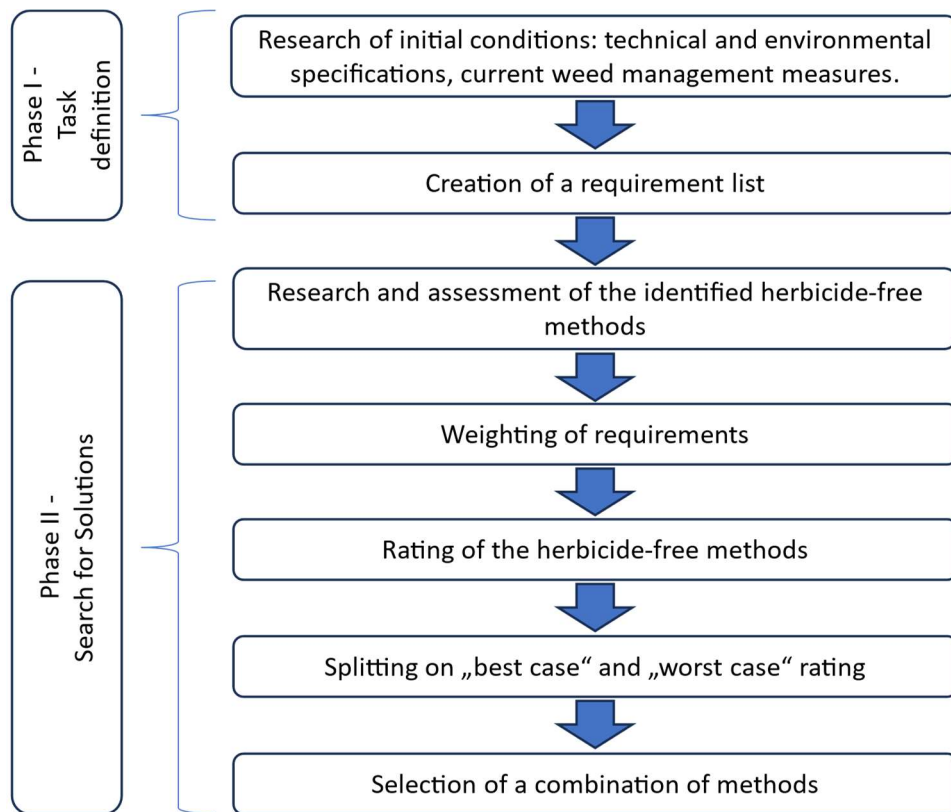 Phase I -
Task
definition
Research of initial conditions: technical and environmental
specifications, current weed management measures.
Creation of a requirement list
Phase II -
Search for Solutions
Research and assessment of the identified herbicide-free
methods
Weighting of requirements
Rating of the herbicide-free methods
Splitting on „best case“ and „worst case“ rating
Selection of a combination of methods